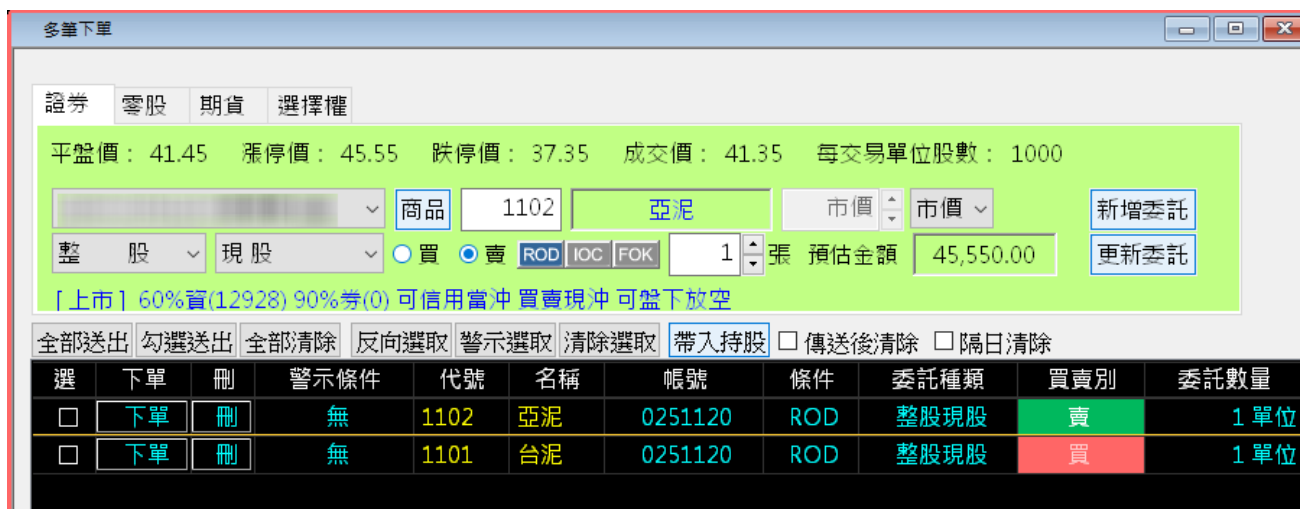 多筆下單
證券 零股 期貨 選擇權
平盤價： 41.45 漲停價： 45.55 跌停價： 37.35 成交價： 41.35 每交易單位股數： 1000
商品 1102 亞泥 市價 市價 新增委託
整 股 現股 買 賣 ROD IOC FOK 1 張 預估金額 45,550.00 更新委託
[上市] 60%資(12928) 90%券(0) 可信用當沖 買賣現沖 可盤下放空
全部送出 勾選送出 全部清除 反向選取 警示選取 清除選取 帶入持股 傳送後清除 隔日清除
選 下單 刪 警示條件 代號 名稱 帳號 條件 委託種類 買賣別 委託數量
下單 刪 無 1102 亞泥 0251120 ROD 整股現股 賣 1 單位
下單 刪 無 1101 台泥 0251120 ROD 整股現股 買 1 單位